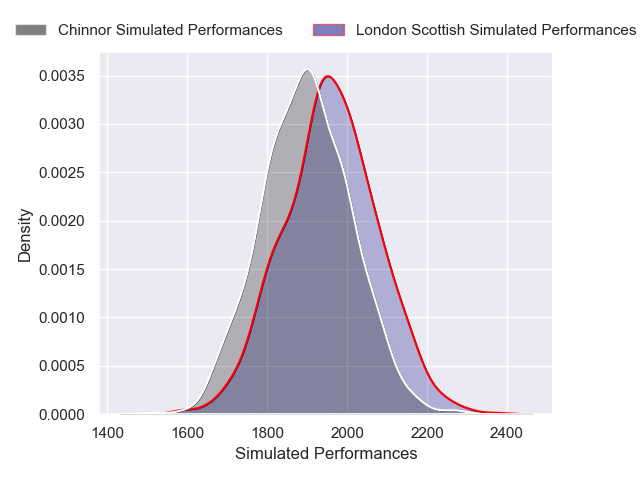 Chinnor Simulated Performances
London Scottish Simulated Performances
0.0035
0.0030
0.0025
0.0020
0.0015
0.0010
0.0005
0.0000
Density
1400 1600 1800 2000 2200 2400
Simulated Performances